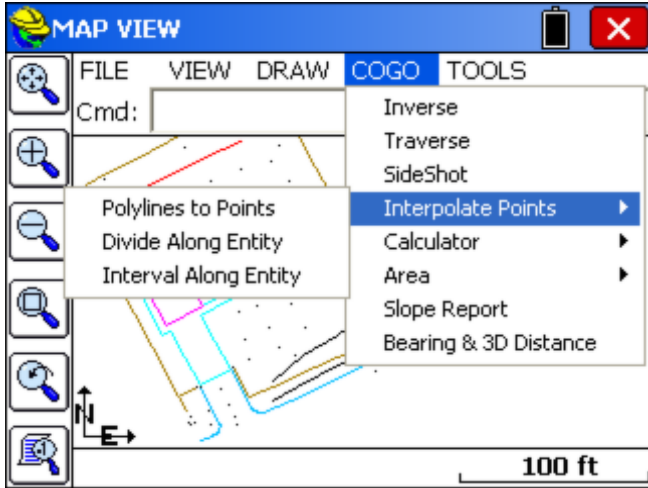 MAP VIEW
FILE VIEW DRAW COGO TOOLS
Cmd:
Inverse
Traverse
SideShot
Interpolate Points
Calculator
Area
Slope Report
Bearing & 3D Distance
Polylines to Points
Divide Along Entity
Interval Along Entity
N
E
100 ft